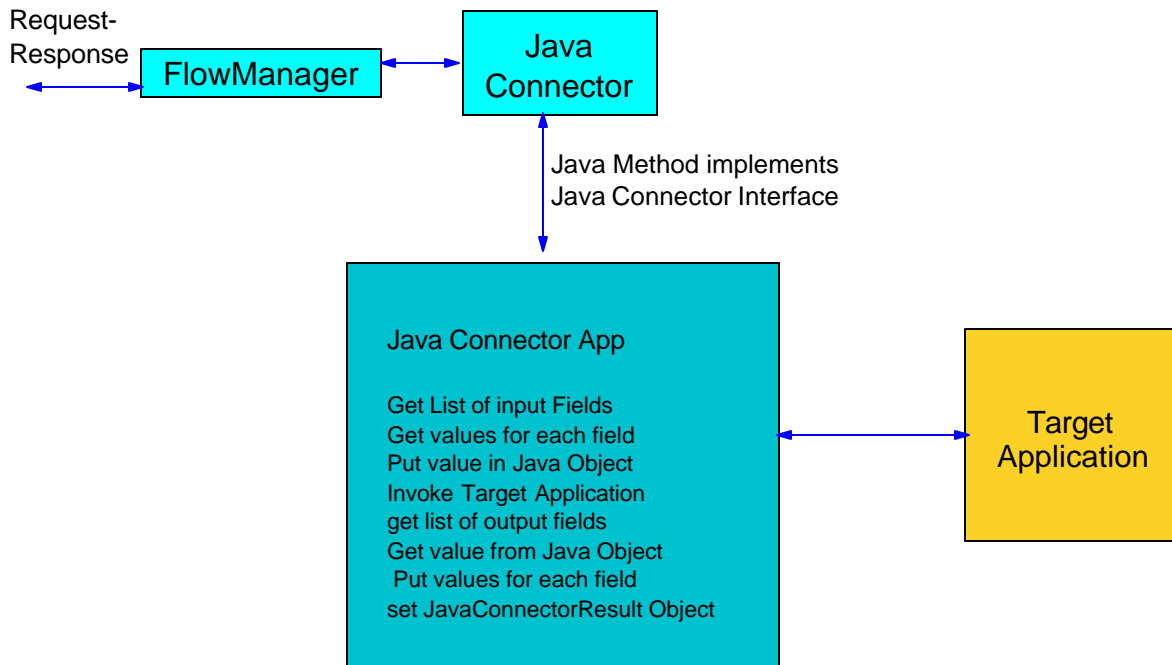 Request-
Response
FlowManager
Java
Connector
Java Method implements
Java Connector Interface
Java Connector App
Get List of input Fields
Get values for each field
Put value in Java Object
Invoke Target Application
get list of output fields
Get value from Java Object
Put values for each field
set JavaConnectorResult Object
Target
Application